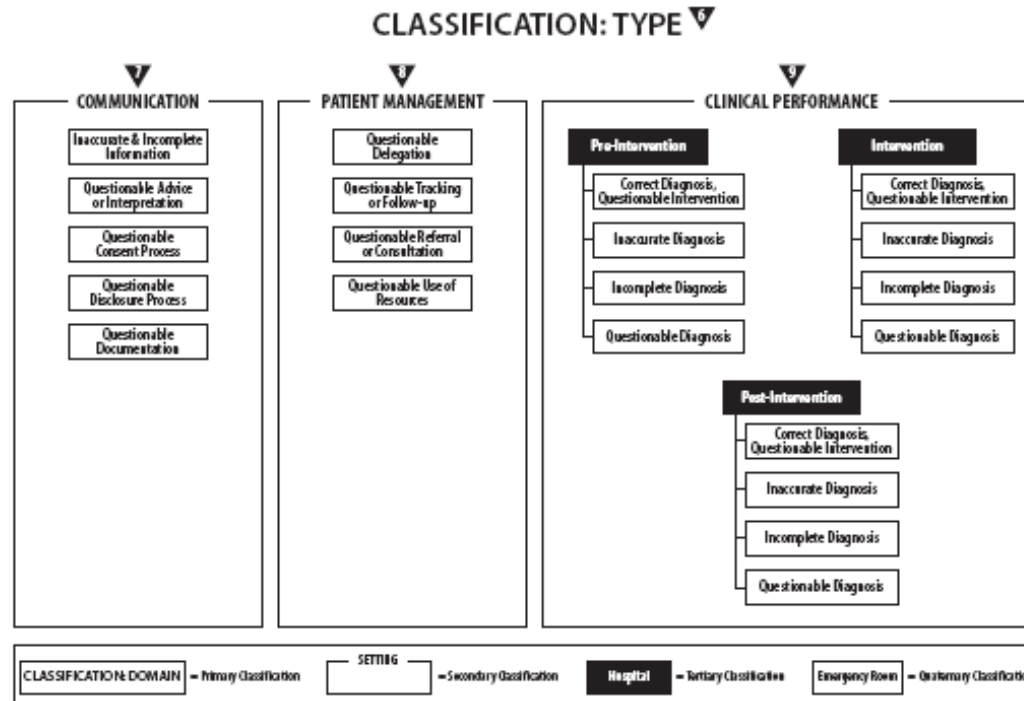 CLASSIFICATION: TYPE 6
7
8
9
COMMUNICATION
Inaccurate & Incomplete
Information
Questionable Advice
or Interpretation
Questionable
Consent Process
Questionable
Disclosure Process
Questionable
Documentation
PATIENT MANAGEMENT
Questionable
Delegation
Questionable Tracking
or Follow-up
Questionable Referral
or Consultation
Questionable Use of
Resources
CLINICAL PERFORMANCE
Pre-Intervention
Correct Diagnosis,
Questionable Intervention
Inaccurate Diagnosis
Incomplete Diagnosis
Questionable Diagnosis
Intervention
Correct Diagnosis,
Questionable Intervention
Inaccurate Diagnosis
Incomplete Diagnosis
Questionable Diagnosis
Post-Intervention
Correct Diagnosis,
Questionable Intervention
Inaccurate Diagnosis
Incomplete Diagnosis
Questionable Diagnosis
CLASSIFICATION: DOMAIN = Primary Classification
SETTING
= Secondary Classification
Hospital = Tertiary Classification
Emergency Room = Quaternary Classification